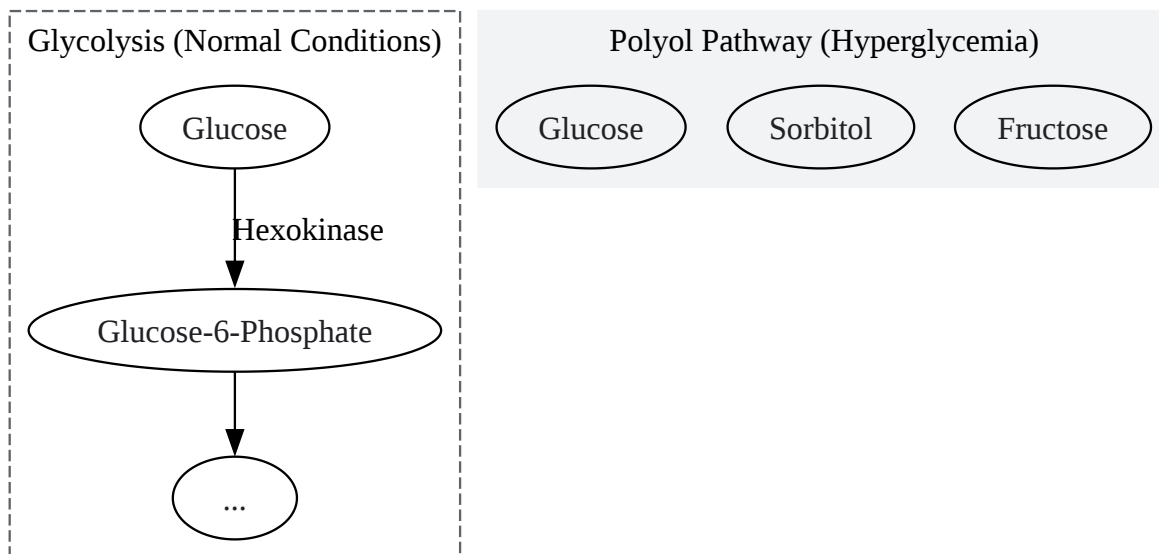 Glycolysis (Normal Conditions)
Glucose
Hexokinase
Glucose-6-Phosphate
...
Polyol Pathway (Hyperglycemia)
Glucose
Sorbitol
Fructose